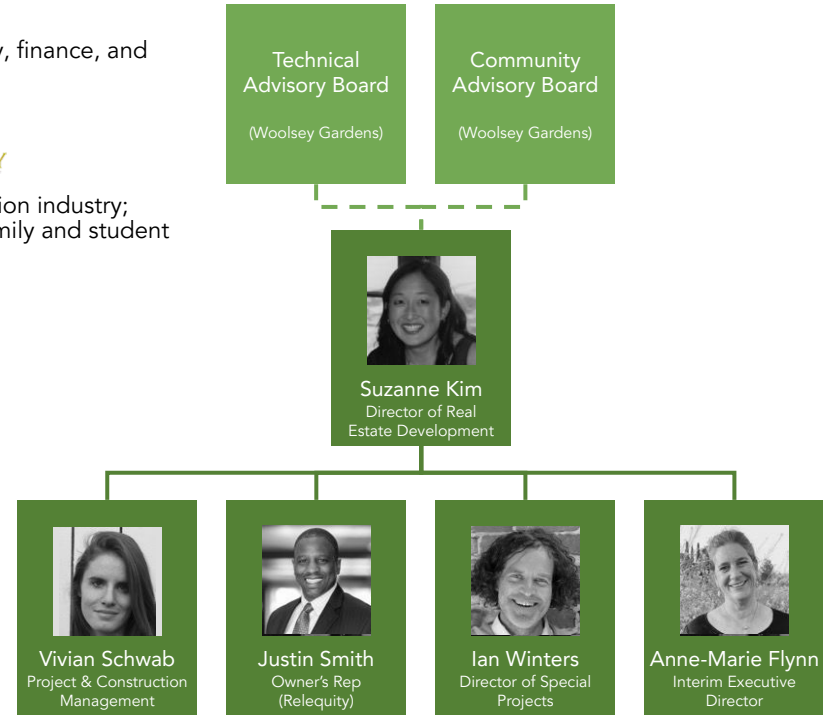 , finance, and
ion industry;
mily and student
Technical
Advisory Board
(Woolsey Gardens)
Community
Advisory Board
(Woolsey Gardens)
Suzanne Kim
Director of Real
Estate Development
Vivian Schwab
Project & Construction
Management
Justin Smith
Owner's Rep
(Relequity)
Ian Winters
Director of Special
Projects
Anne-Marie Flynn
Interim Executive
Director